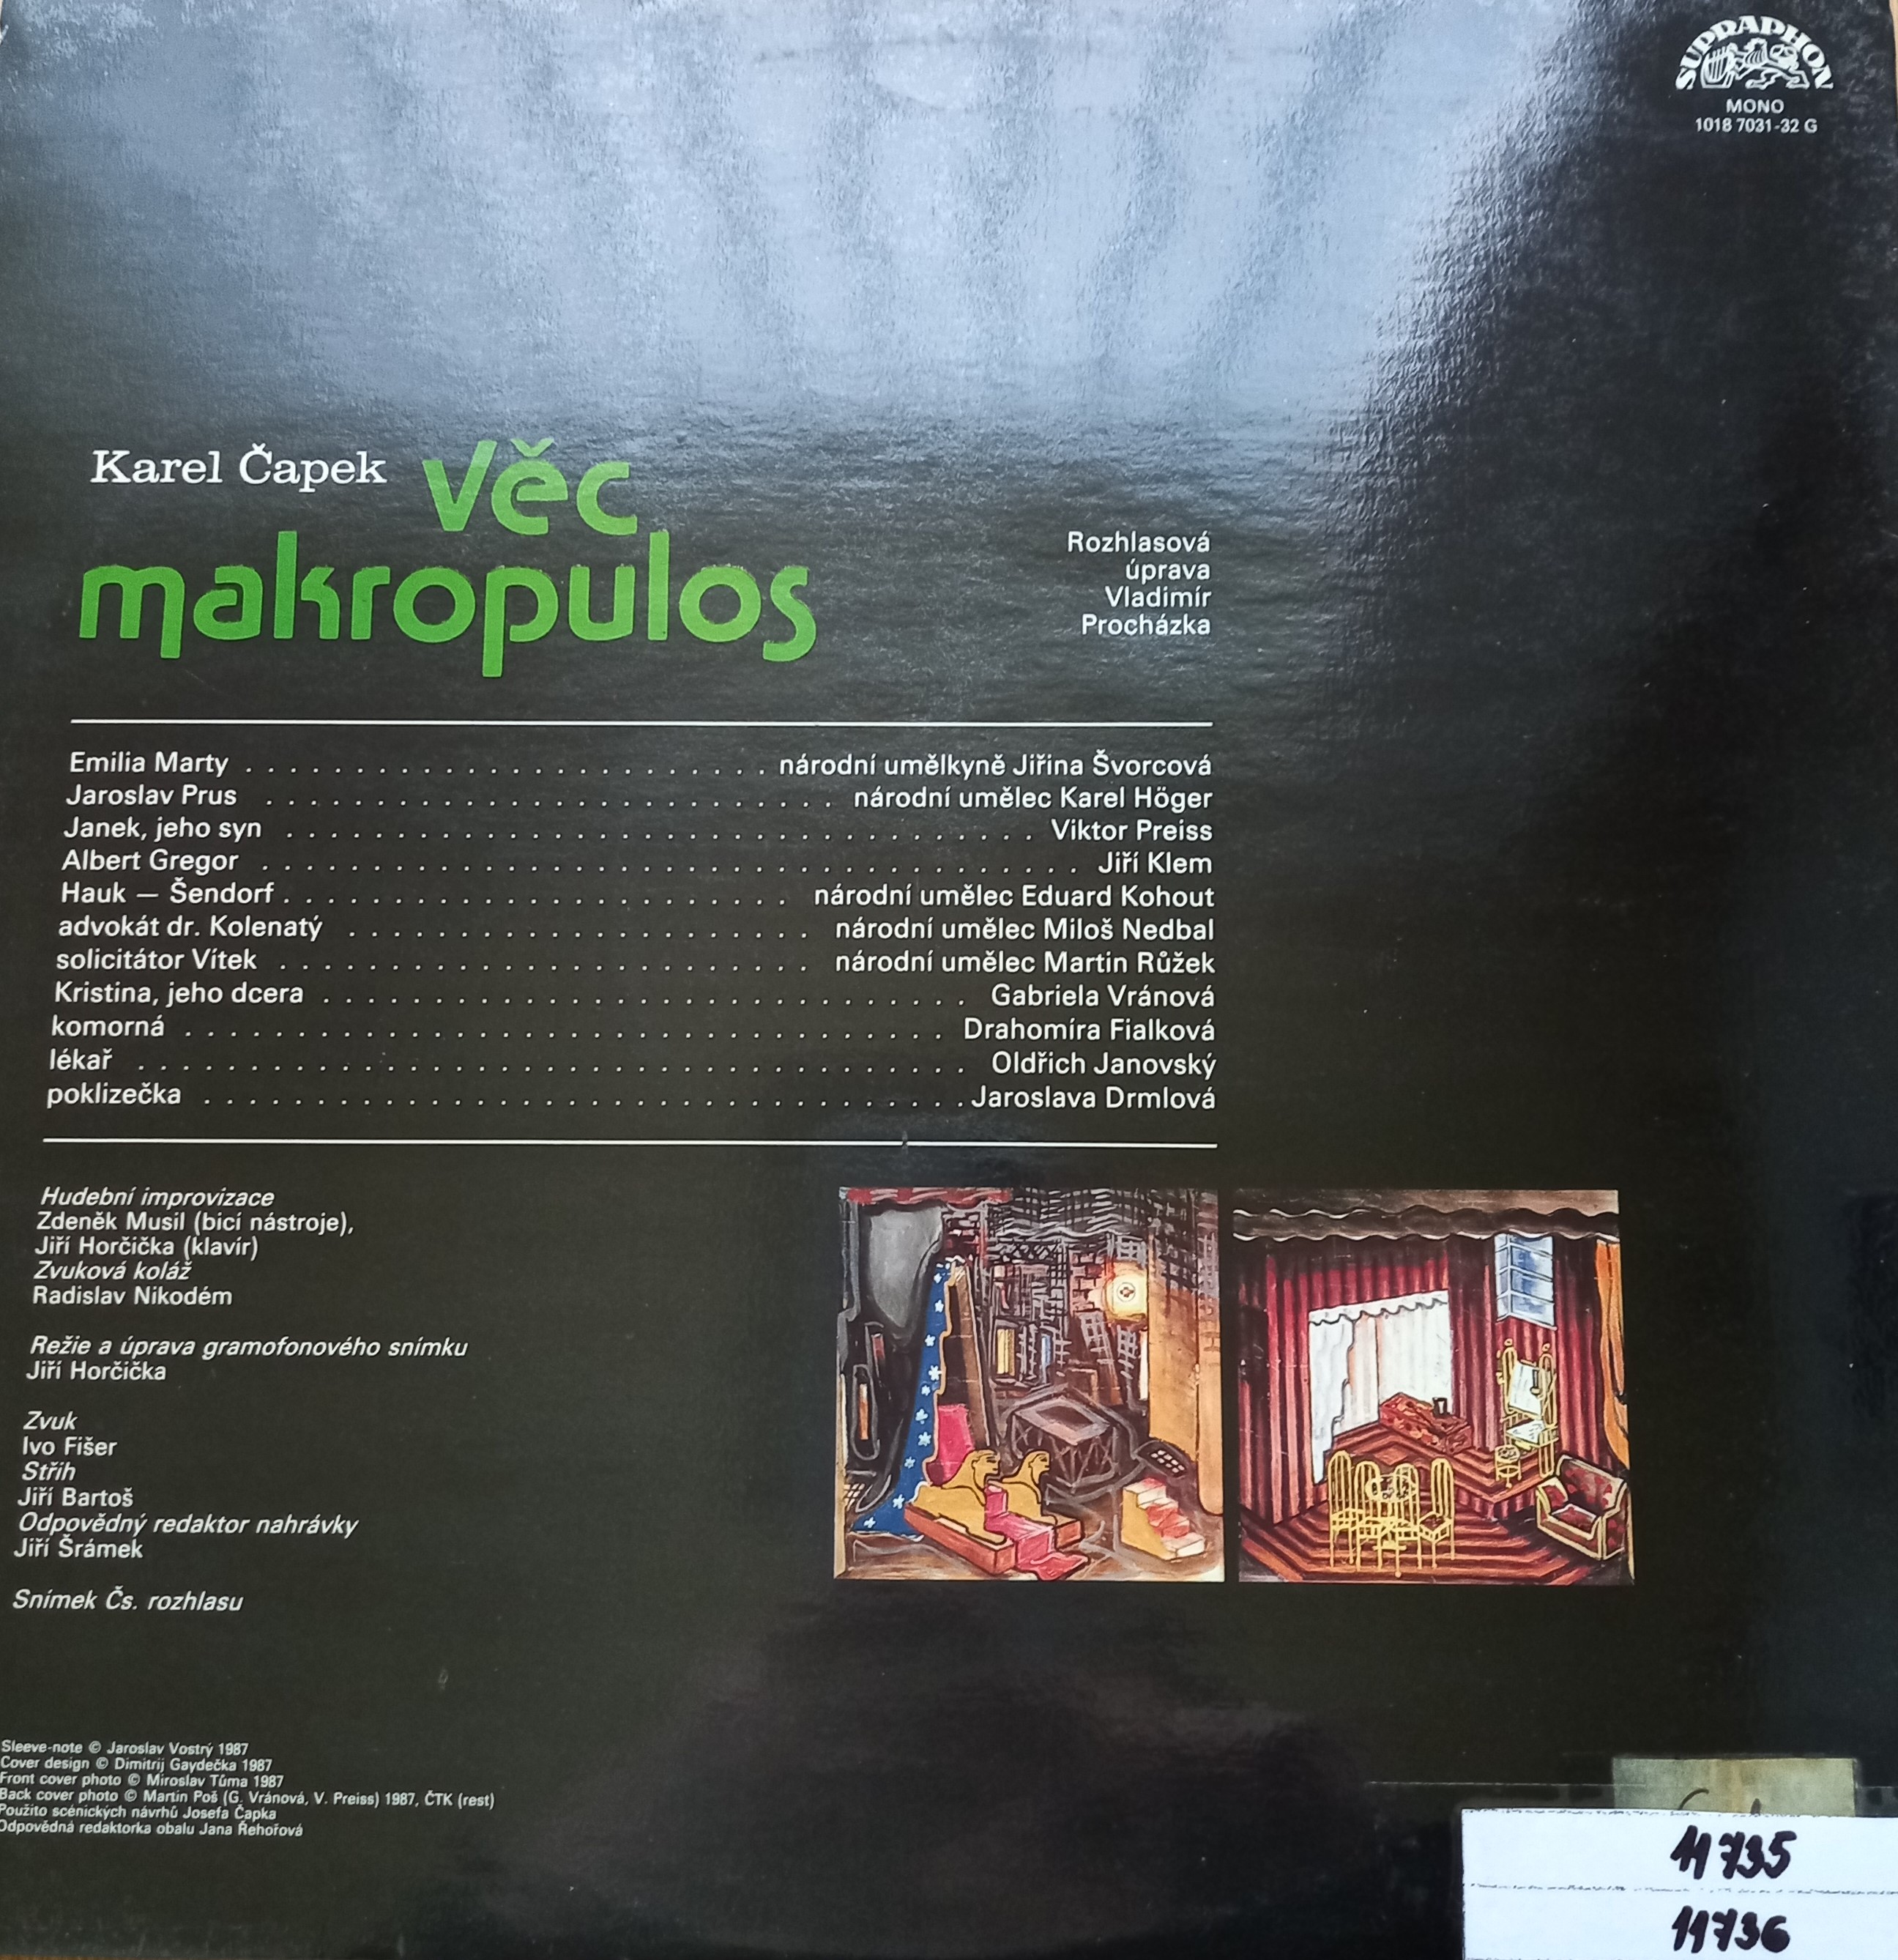 SUPRAPHON
MONO
1018 7031-32 G
Karel Čapek věc
makropulos
Rozhlasová
úprava
Vladimír
Procházka
Emilia Marty . . . . . . . . . . . . . . . . . . . . . . . národní umělkyně Jiřina Švorcová
Jaroslav Prus . . . . . . . . . . . . . . . . . . . . . . . . . národní umělec Karel Höger
Janek, jeho syn . . . . . . . . . . . . . . . . . . . . . . . . . . . . . . . . . Viktor Preiss
Albert Gregor . . . . . . . . . . . . . . . . . . . . . . . . . . . . . . . . . . . . Jiří Klem
Hauk — Šendorf . . . . . . . . . . . . . . . . . . . . . . národní umělec Eduard Kohout
advokát dr. Kolenatý . . . . . . . . . . . . . . . . . . . . národní umělec Miloš Nedbal
solicitátor Vítek . . . . . . . . . . . . . . . . . . . . . . . národní umělec Martin Růžek
Kristina, jeho dcera . . . . . . . . . . . . . . . . . . . . . . . . . . . . Gabriela Vránová
komorná . . . . . . . . . . . . . . . . . . . . . . . . . . . . . . . . . Drahomíra Fialková
lékař . . . . . . . . . . . . . . . . . . . . . . . . . . . . . . . . . . . . Oldřich Janovský
poklizečka . . . . . . . . . . . . . . . . . . . . . . . . . . . . . . . . . Jaroslava Drmlová
Hudební improvizace
Zdeněk Musil (bicí nástroje),
Jiří Horčička (klavír)
Zvuková koláž
Radislav Nikodém
Režie a úprava gramofonového snímku
Jiří Horčička
Zvuk
Ivo Fišer
Střih
Jiří Bartoš
Odpovědný redaktor nahrávky
Jiří Šrámek
Snímek Čs. rozhlasu
Sleeve-note © Jaroslav Vostrý 1987
Cover design © Dimitrij Gaydečka 1987
Front cover photo © Miroslav Tůma 1987
Back cover photo © Martin Poš (G. Vránová, V. Preiss) 1987, ČTK (rest)
Použito scénických návrhů Josefa Čapka
Odpovědná redaktorka obalu Jana Řehořová
11735
11736